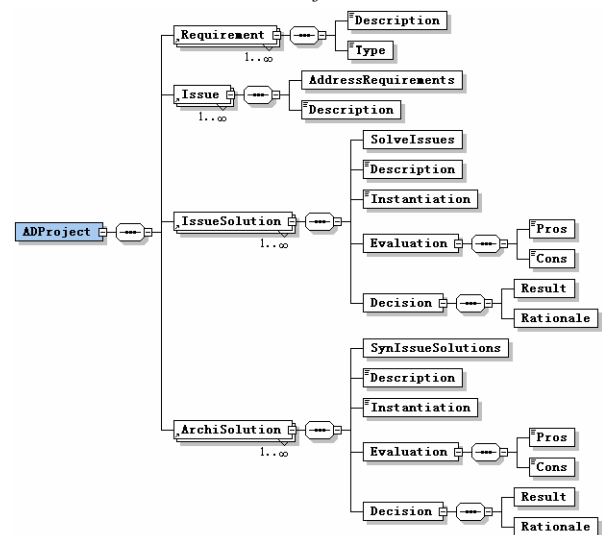 Requirement
1..∞
Description
Type
Issue
1..∞
AddressRequirements
Description
ADProject
IssueSolution
1..∞
SolveIssues
Description
Instantiation
Evaluation
Pros
Cons
Decision
Result
Rationale
ArchiSolution
1..∞
SynIssueSolutions
Description
Instantiation
Evaluation
Pros
Cons
Decision
Result
Rationale